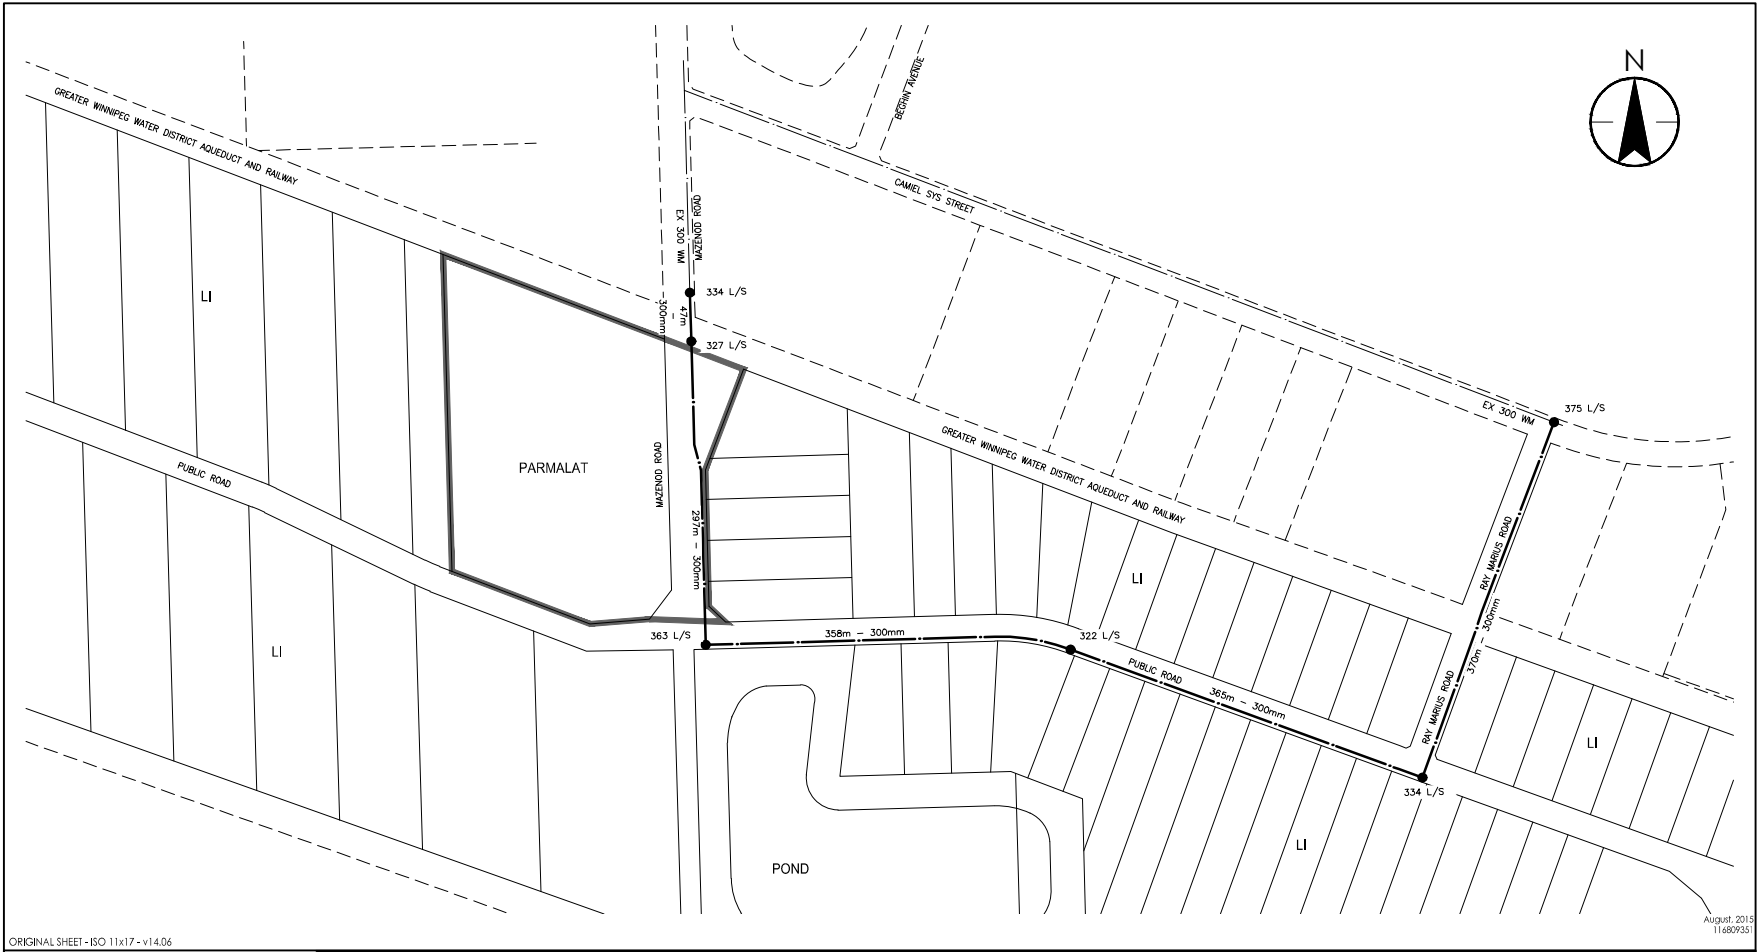 N
BEGHIN AVENUE
GREATER WINNIPEG WATER DISTRICT AQUEDUCT AND RAILWAY
CAMIEL SYS STREET
MAZENOD ROAD
EX 300 WM
LI
334 L/S
47m - 300mm
327 L/S
EX 300 WM
375 L/S
GREATER WINNIPEG WATER DISTRICT AQUEDUCT AND RAILWAY
PUBLIC ROAD
PARMALAT
MAZENOD ROAD
297m - 300mm
RAY MARIUS ROAD
LI
370m - 300mm
363 L/S
358m - 300mm
322 L/S
LI
PUBLIC ROAD
365m - 300mm
RAY MARIUS ROAD
LI
334 L/S
LI
POND
August, 2015
116809351
ORIGINAL SHEET - ISO 11x17 - v14.06